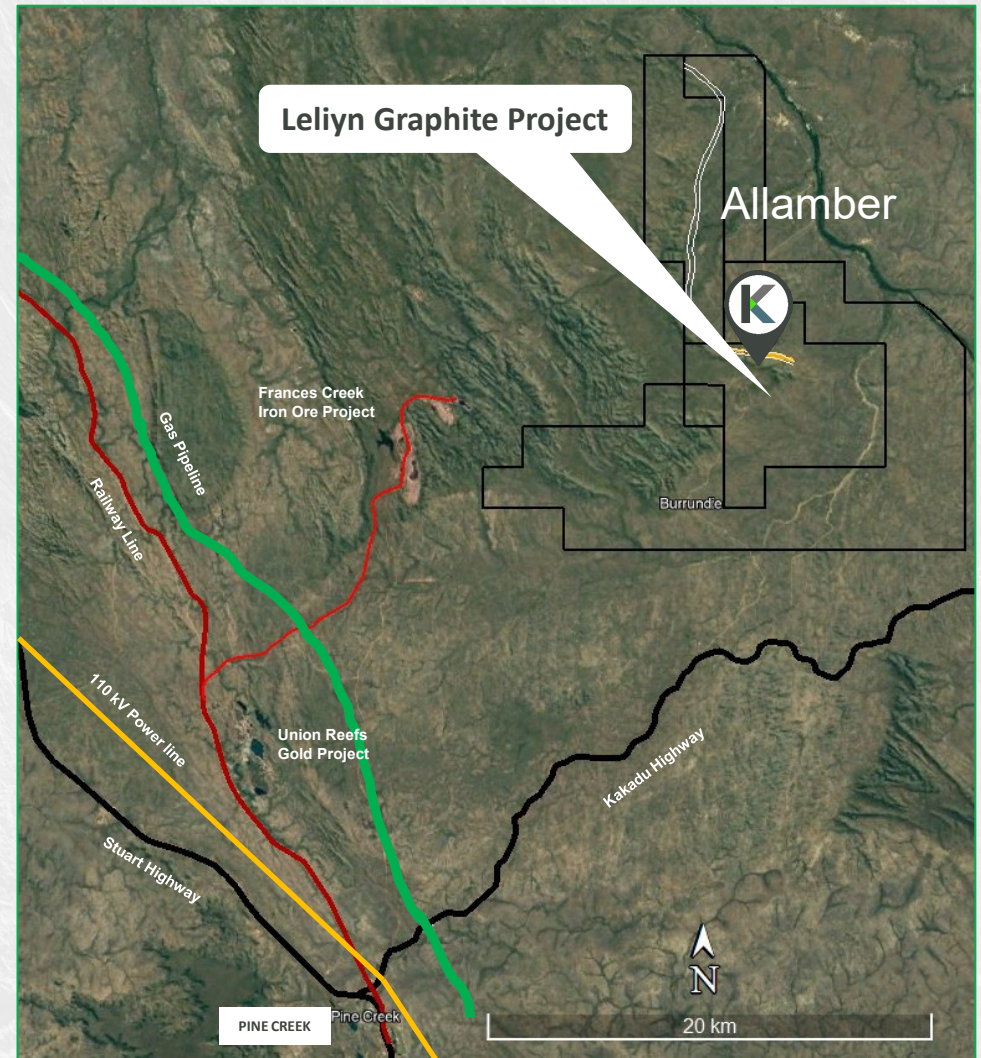 Leliyn Graphite Project
Allamber
K
Frances Creek
Iron Ore Project
Gas Pipeline
Railway Line
Burrundie
110 kV Power line
Union Reefs
Gold Project
Kakadu Highway
Stuart Highway
N
PINE CREEK
Pine Creek
20 km